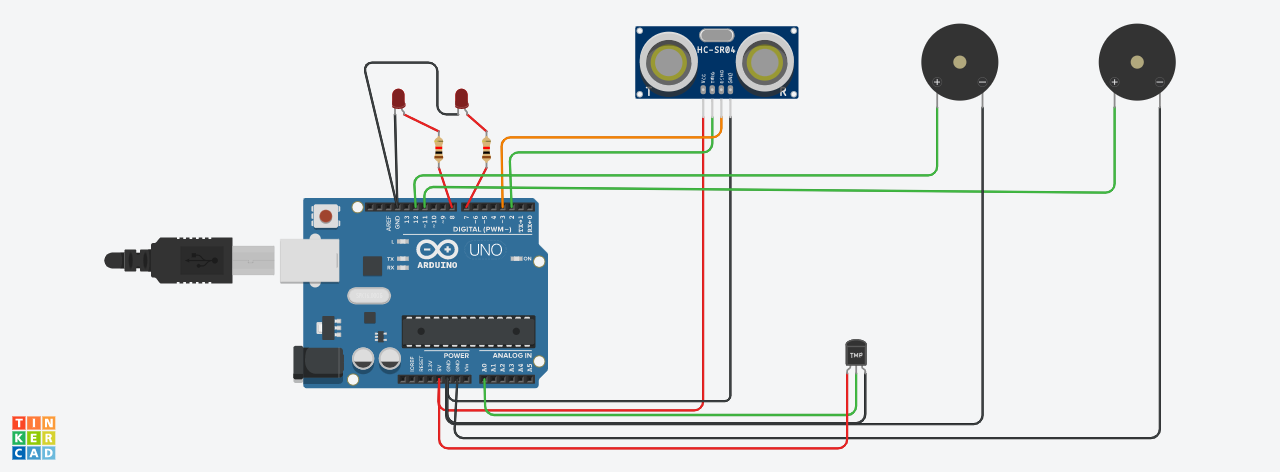 HC-SR04
VCC
TRIG
ECHO
GND
T
R
+
−
+
−
AREF
GND
13
12
~11
~10
~9
8
7
~6
~5
4
~3
2
TX→1
RX←0
DIGITAL (PWM~)
L
TX
RX
UNO
ARDUINO
ON
TMP
POWER
ANALOG IN
IOREF
RESET
3.3V
5V
GND
GND
Vin
A0
A1
A2
A3
A4
A5
TIN
KER
CAD